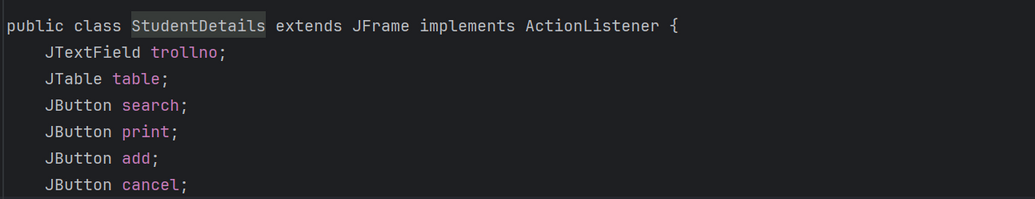 public class StudentDetails extends JFrame implements ActionListener {
    JTextField trollno;
    JTable table;
    JButton search;
    JButton print;
    JButton add;
    JButton cancel;